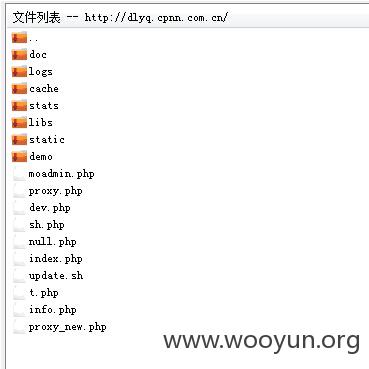 文件列表 -- http://dlyq.cpnn.com.cn/
..
doc
logs
cache
stats
libs
static
demo
moadmin.php
proxy.php
dev.php
sh.php
null.php
index.php
update.sh
t.php
info.php
proxy_new.php
www.wooyun.org